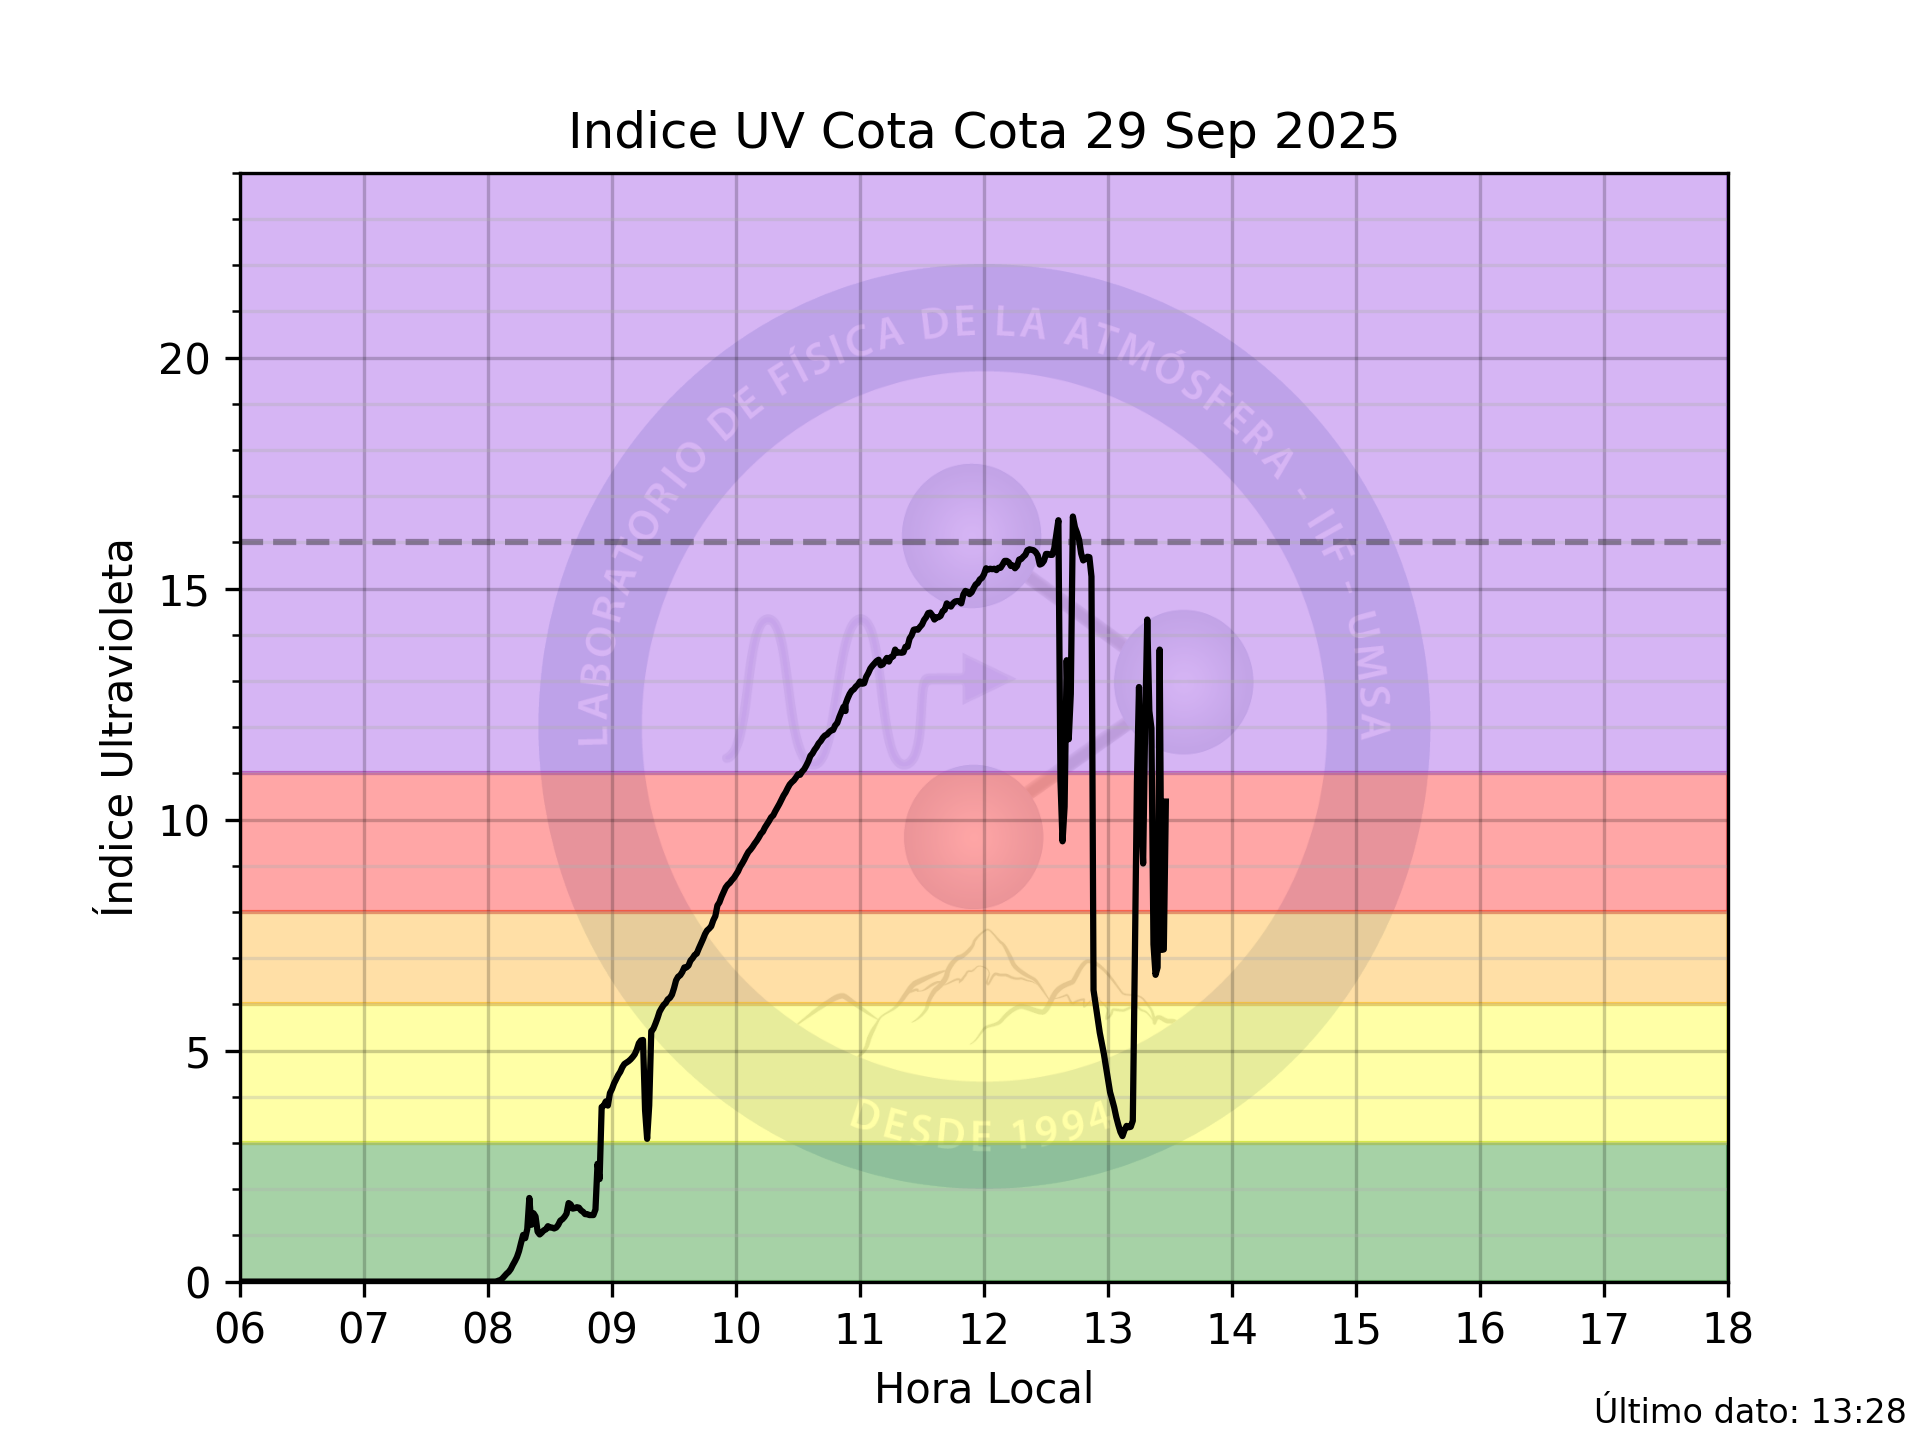 Indice UV Cota Cota 29 Sep 2025
Índice Ultravioleta
20
15
10
5
0
LABORATORIO DE FÍSICA DE LA ATMÓSFERA - IIF - UMSA
DESDE 1994
06 07 08 09 10 11 12 13 14 15 16 17 18
Hora Local
Último dato: 13:28